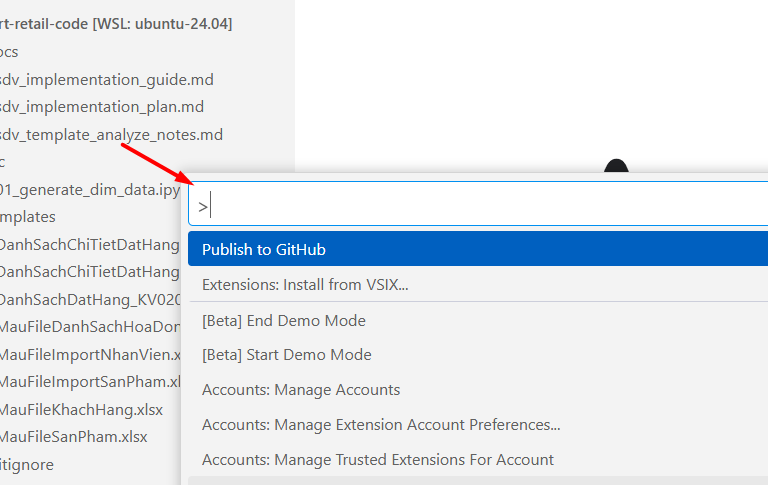 rt-retail-code [WSL: ubuntu-24.04]
ocs
sdv_implementation_guide.md
sdv_implementation_plan.md
sdv_template_analyze_notes.md
c
01_generate_dim_data.ipy
mplates
DanhSachChiTietDatHang
DanhSachChiTietDatHang
DanhSachDatHang_KV020
MauFileDanhSachHoaDon
MauFileImportNhanVien.x
MauFileImportSanPham.xl
MauFileKhachHang.xlsx
MauFileSanPham.xlsx
itignore
>
Publish to GitHub
Extensions: Install from VSIX...
[Beta] End Demo Mode
[Beta] Start Demo Mode
Accounts: Manage Accounts
Accounts: Manage Extension Account Preferences...
Accounts: Manage Trusted Extensions For Account